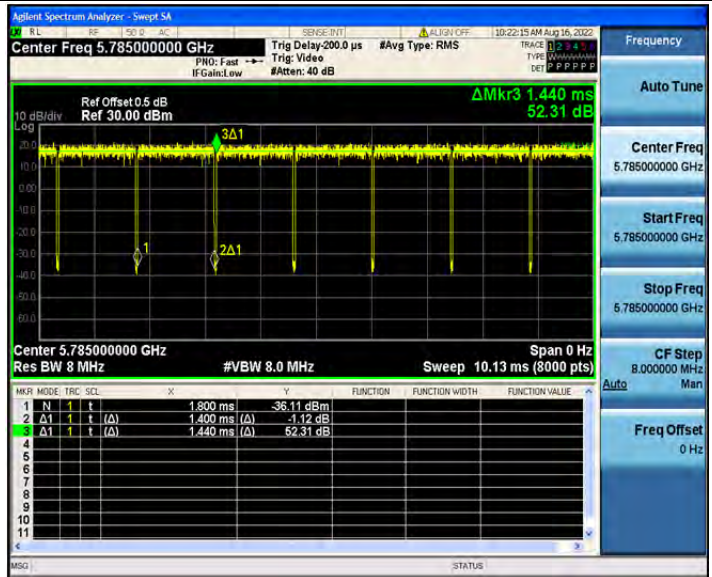 Agilent Spectrum Analyzer - Swept SA
RL RF 50 Ω AC SENSE:INT ALIGN OFF 10:22:15 AM Aug 16, 2022
Center Freq 5.785000000 GHz
PNO: Fast
IFGain:Low
Trig Delay-200.0 µs
Trig: Video
#Atten: 40 dB
#Avg Type: RMS
TRACE 1 2 3 4 5 6
TYPE
DET P P P P P P
Ref Offset 0.5 dB
Ref 30.00 dBm
10 dB/div
Log
ΔMkr3 1.440 ms
52.31 dB
20.0
10.0
0.00
-10.0
-20.0
-30.0
-40.0
-50.0
-60.0
3Δ1
1
2Δ1
Center 5.785000000 GHz
Span 0 Hz
Res BW 8 MHz
#VBW 8.0 MHz
Sweep 10.13 ms (8000 pts)
MKR MODE TRC SCL X Y FUNCTION FUNCTION WIDTH FUNCTION VALUE
1 N 1 t 1.800 ms -36.11 dBm
2 Δ1 1 t (Δ) 1.400 ms (Δ) -1.12 dB
3 Δ1 1 t (Δ) 1.440 ms (Δ) 52.31 dB
4
5
6
7
8
9
10
11
MSG
STATUS
Frequency
Auto Tune
Center Freq
5.785000000 GHz
Start Freq
5.785000000 GHz
Stop Freq
5.785000000 GHz
CF Step
8.000000 MHz
Auto Man
Freq Offset
0 Hz